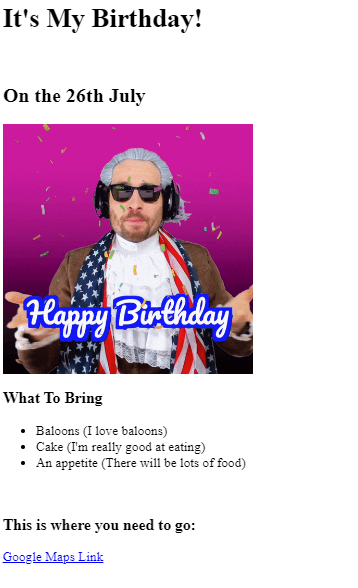 It's My Birthday!
On the 26th July
Happy Birthday
What To Bring
Baloons (I love baloons)
Cake (I'm really good at eating)
An appetite (There will be lots of food)
This is where you need to go:
Google Maps Link